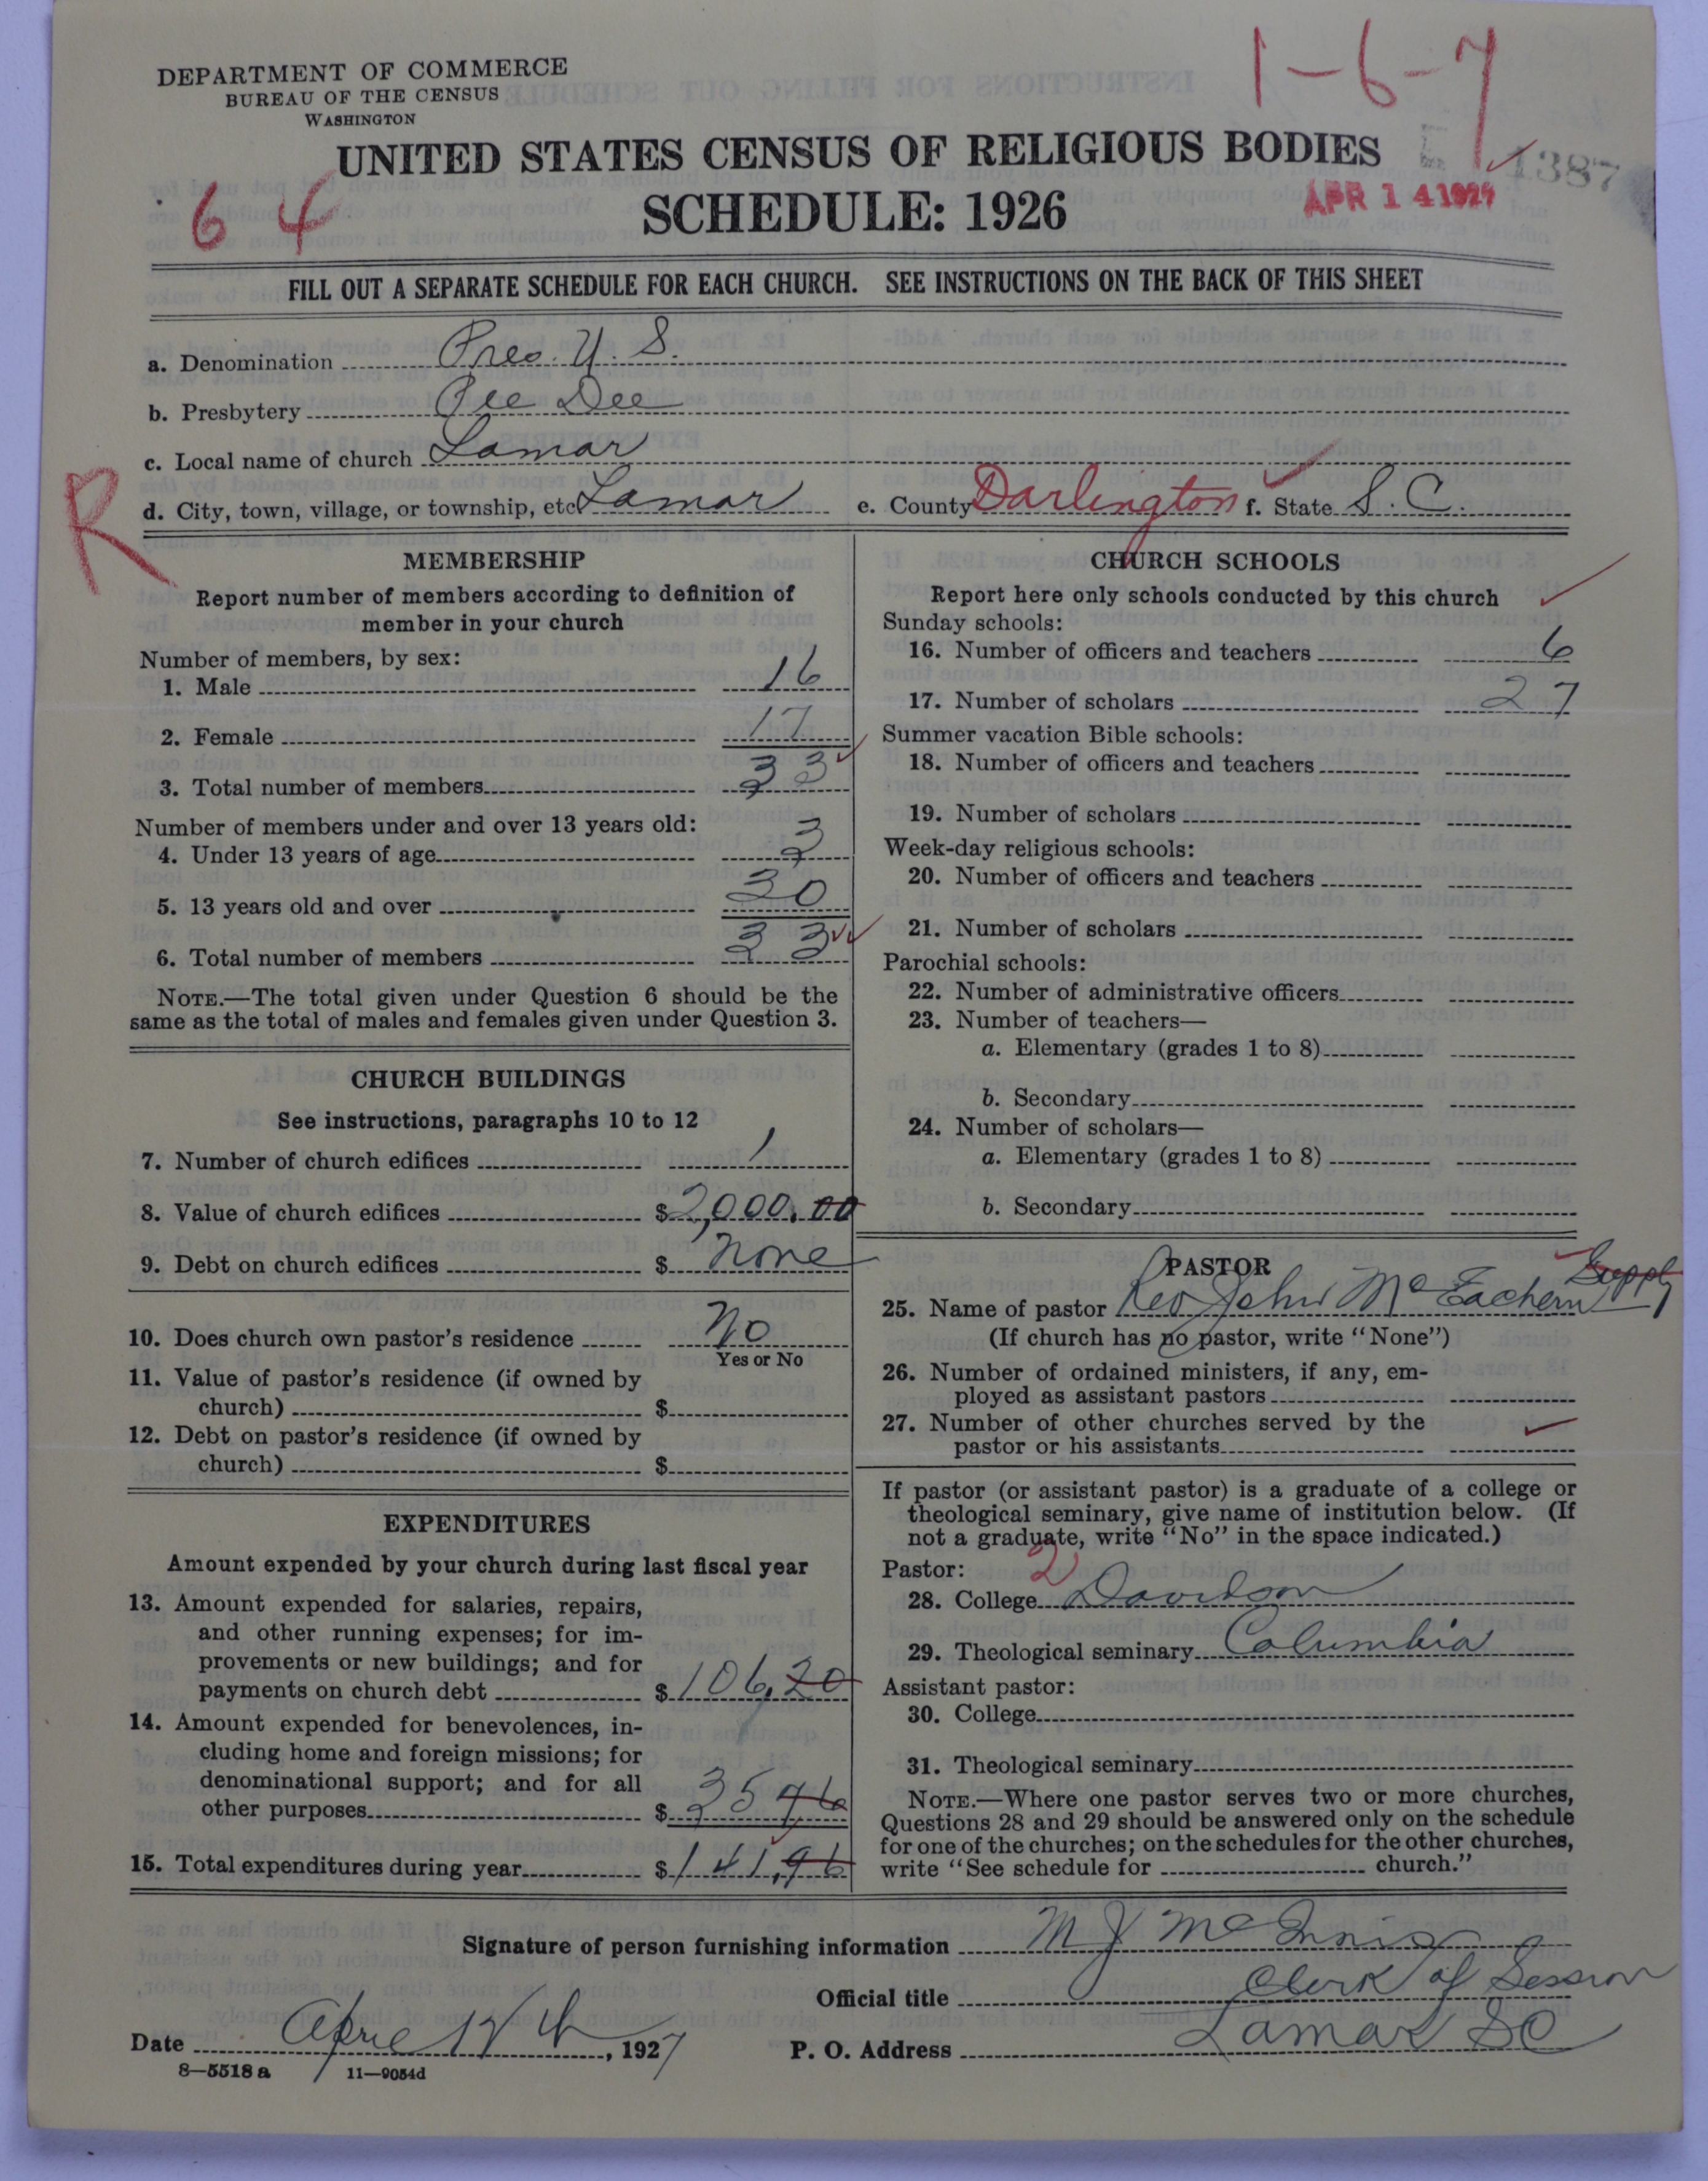 DEPARTMENT OF COMMERCE
BUREAU OF THE CENSUS
WASHINGTON
1-6-7
UNITED STATES CENSUS OF RELIGIOUS BODIES
SCHEDULE: 1926
64
1387
APR 14 1927
FILL OUT A SEPARATE SCHEDULE FOR EACH CHURCH. SEE INSTRUCTIONS ON THE BACK OF THIS SHEET
a. Denomination Pres. U. S.
b. Presbytery Pee Dee
c. Local name of church Lamar
R
d. City, town, village, or township, etc. Lamar e. County Darlington f. State S. C.
MEMBERSHIP
Report number of members according to definition of
member in your church
Number of members, by sex:
1. Male 16
2. Female 17
3. Total number of members 33
Number of members under and over 13 years old:
4. Under 13 years of age 3
5. 13 years old and over 30
6. Total number of members 33
NOTE.—The total given under Question 6 should be the
same as the total of males and females given under Question 3.
CHURCH BUILDINGS
See instructions, paragraphs 10 to 12
7. Number of church edifices 1
8. Value of church edifices $2,000.00
9. Debt on church edifices $ None
10. Does church own pastor's residence No
Yes or No
11. Value of pastor's residence (if owned by
church) $
12. Debt on pastor's residence (if owned by
church) $
EXPENDITURES
Amount expended by your church during last fiscal year
13. Amount expended for salaries, repairs,
and other running expenses; for im-
provements or new buildings; and for
payments on church debt $106,20
14. Amount expended for benevolences, in-
cluding home and foreign missions; for
denominational support; and for all
other purposes $ 35 76
15. Total expenditures during year $141,96
CHURCH SCHOOLS
Report here only schools conducted by this church
Sunday schools:
16. Number of officers and teachers 6
17. Number of scholars 27
Summer vacation Bible schools:
18. Number of officers and teachers
19. Number of scholars
Week-day religious schools:
20. Number of officers and teachers
21. Number of scholars
Parochial schools:
22. Number of administrative officers
23. Number of teachers—
a. Elementary (grades 1 to 8)
b. Secondary
24. Number of scholars—
a. Elementary (grades 1 to 8)
b. Secondary
PASTOR
25. Name of pastor Rev John McEachern Supply
(If church has no pastor, write "None")
26. Number of ordained ministers, if any, em-
ployed as assistant pastors
27. Number of other churches served by the
pastor or his assistants
If pastor (or assistant pastor) is a graduate of a college or
theological seminary, give name of institution below. (If
not a graduate, write "No" in the space indicated.)
Pastor: 2
28. College Davidson
29. Theological seminary Columbia
Assistant pastor:
30. College
31. Theological seminary
NOTE.—Where one pastor serves two or more churches,
Questions 28 and 29 should be answered only on the schedule
for one of the churches; on the schedules for the other churches,
write "See schedule for church."
Signature of person furnishing information M J McInnis
Official title Clerk of Session
Date April 12th, 1927 P. O. Address Lamar SC
8—5518 a 11—9054d